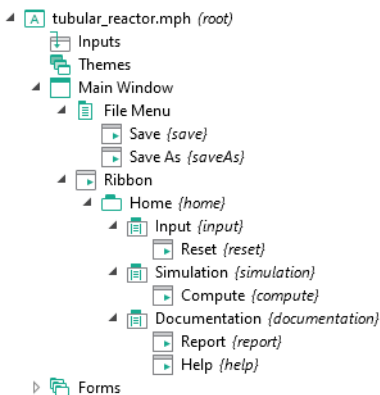 tubular_reactor.mph (root)
Inputs
Themes
Main Window
File Menu
Save {save}
Save As {saveAs}
Ribbon
Home {home}
Input {input}
Reset {reset}
Simulation {simulation}
Compute {compute}
Documentation {documentation}
Report {report}
Help {help}
Forms